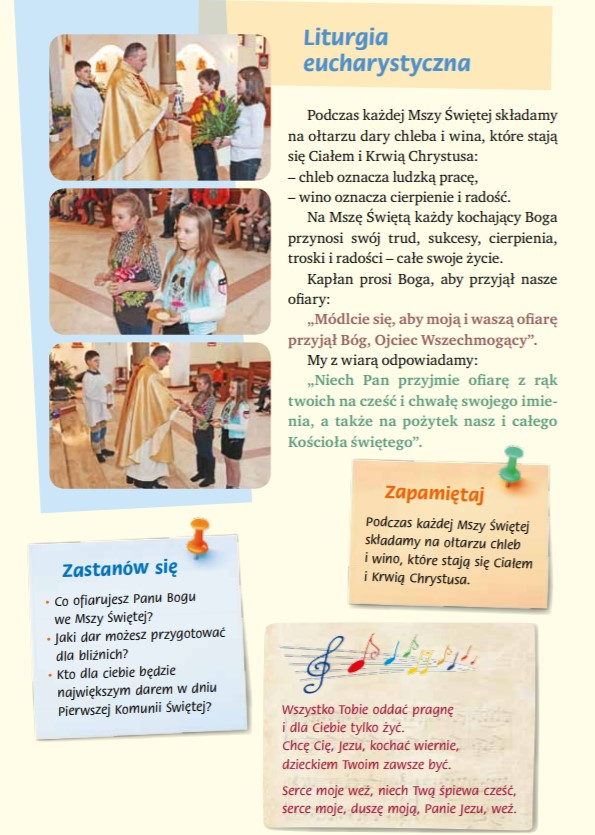 Liturgia
eucharystyczna
Podczas każdej Mszy Świętej składamy
na ołtarzu dary chleba i wina, które stają
się Ciałem i Krwią Chrystusa:
– chleb oznacza ludzką pracę,
– wino oznacza cierpienie i radość.
Na Mszę Świętą każdy kochający Boga
przynosi swój trud, sukcesy, cierpienia,
troski i radości – całe swoje życie.
Kapłan prosi Boga, aby przyjął nasze
ofiary:
„Módlcie się, aby moją i waszą ofiarę
przyjął Bóg, Ojciec Wszechmogący”.
My z wiarą odpowiadamy:
„Niech Pan przyjmie ofiarę z rąk
twoich na cześć i chwałę swojego imie-
nia, a także na pożytek nasz i całego
Kościoła świętego”.
Zapamiętaj
Podczas każdej Mszy Świętej
składamy na ołtarzu chleb
i wino, które stają się Ciałem
i Krwią Chrystusa.
Zastanów się
• Co ofiarujesz Panu Bogu
we Mszy Świętej?
• Jaki dar możesz przygotować
dla bliźnich?
• Kto dla ciebie będzie
największym darem w dniu
Pierwszej Komunii Świętej?
Wszystko Tobie oddać pragnę
i dla Ciebie tylko żyć.
Chcę Cię, Jezu, kochać wiernie,
dzieckiem Twoim zawsze być.
Serce moje weź, niech Twą śpiewa cześć,
serce moje, duszę moją, Panie Jezu, weź.